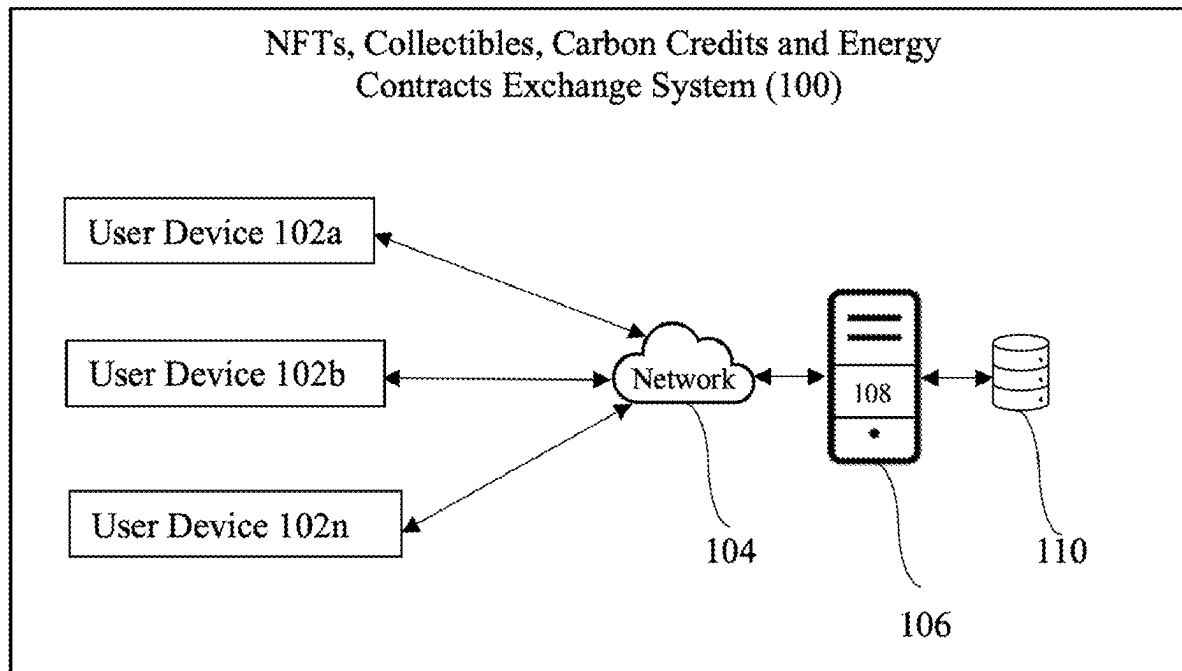 NFTs, Collectibles, Carbon Credits and Energy
Contracts Exchange System (100)
User Device 102a
User Device 102b
Network
108
User Device 102n
104
110
106